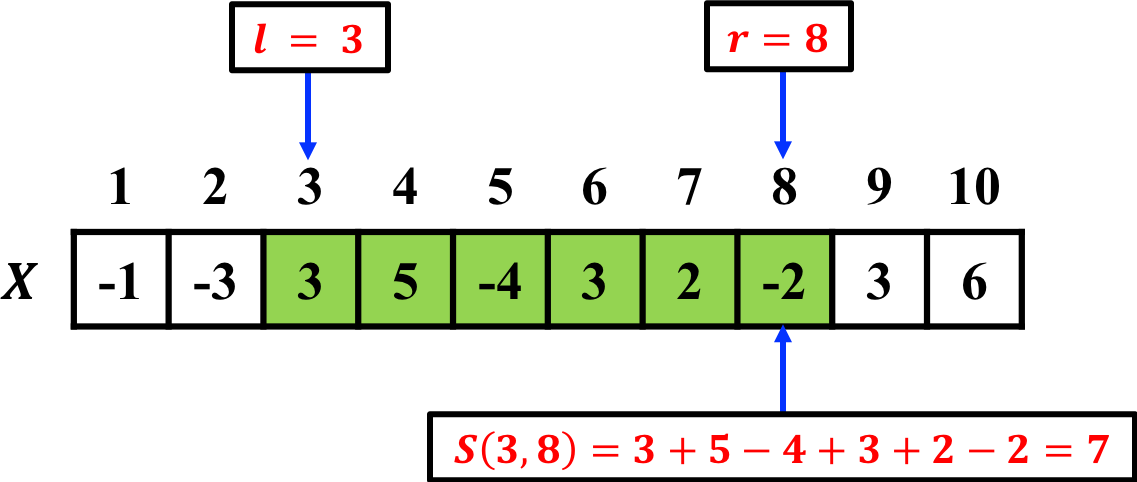 l = 3
r = 8
1 2 3 4 5 6 7 8 9 10
X -1 -3 3 5 -4 3 2 -2 3 6
S(3, 8) = 3 + 5 − 4 + 3 + 2 − 2 = 7